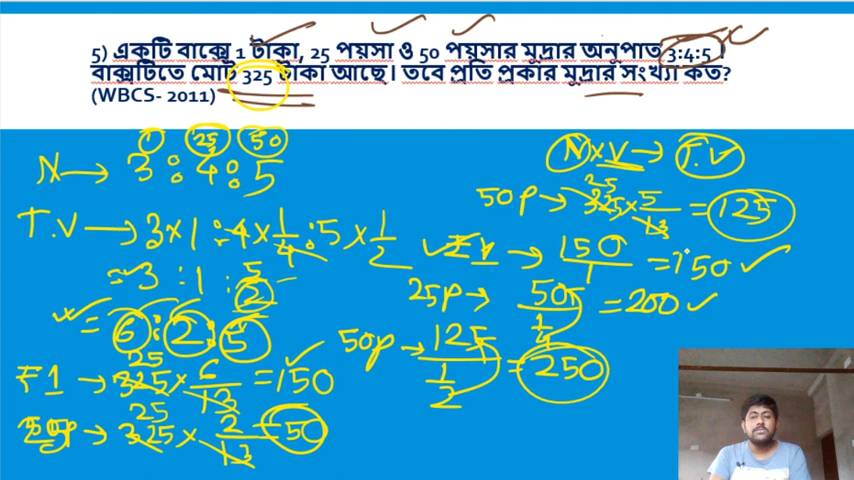 5) একটি বাক্সে 1 টাকা, 25 পয়সা ও 50 পয়সার মুদ্রার অনুপাত 3:4:5 ।
বাক্সটিতে মোট 325 টাকা আছে। তবে প্রতি প্রকার মুদ্রার সংখ্যা কত?
(WBCS- 2011)
1 25 50
N → 3 : 4 : 5
T.V → 3×1 : 4×1/4 : 5×1/2
= 3 : 1 : 5/2
= 6 : 2 : 5
25
₹1 → 325 × 6/13 = 150
25
25p → 325 × 2/13 = 50
N×V → T.V
25
50p → 325 × 5/13 = 125
→ 150/1 = 150
25p → 50 / 1/4 = 200
50p → 125 / 1/2 = 250